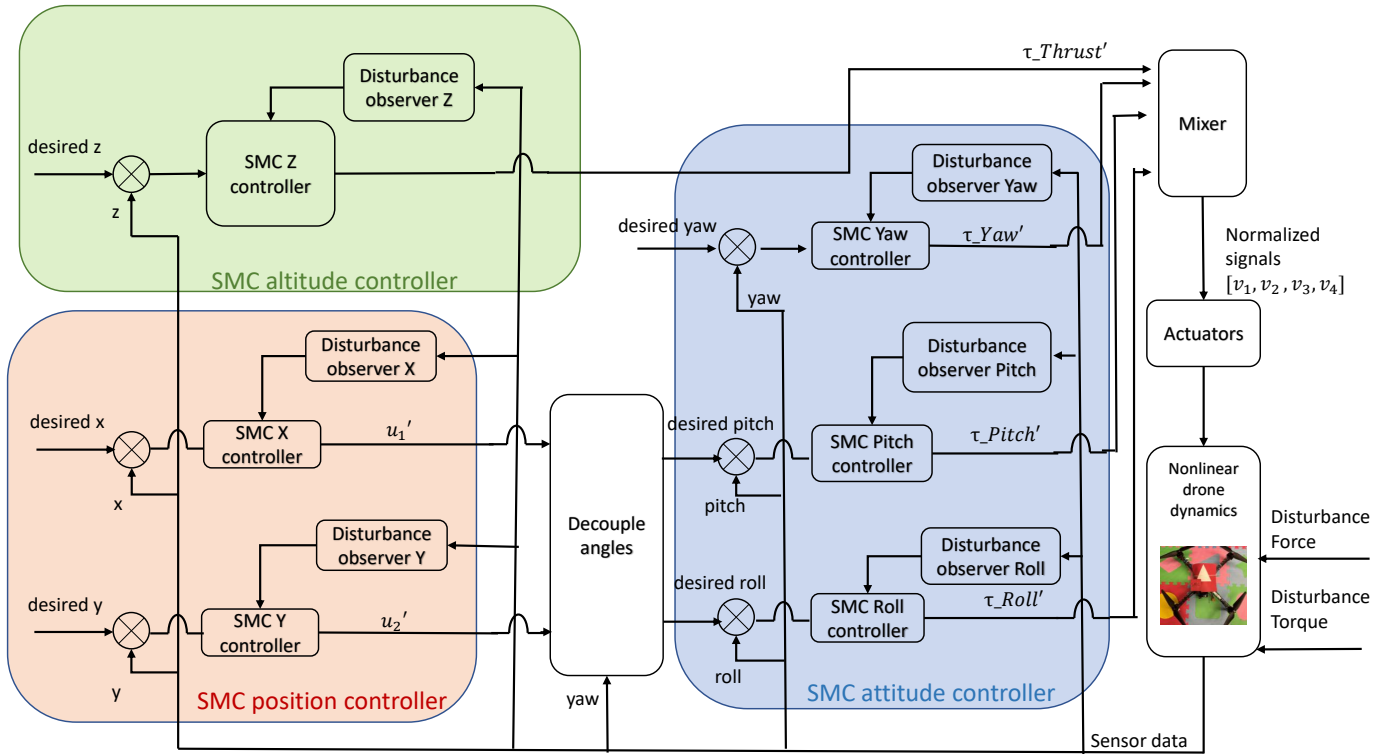 τ_Thrust′
Disturbance
observer Z
Mixer
desired z
SMC Z
controller
z
Disturbance
observer Yaw
desired yaw
SMC Yaw
controller
τ_Yaw′
Normalized
signals
[v₁, v₂ , v₃, v₄]
SMC altitude controller
yaw
Actuators
Disturbance
observer X
Disturbance
observer Pitch
desired x
SMC X
controller
u₁′
desired pitch
SMC Pitch
controller
τ_Pitch′
x
pitch
Nonlinear
drone
dynamics
Decouple
angles
Disturbance
observer Y
Disturbance
observer Roll
Disturbance
Force
desired y
SMC Y
controller
u₂′
desired roll
SMC Roll
controller
τ_Roll′
Disturbance
Torque
y
roll
SMC position controller
yaw
SMC attitude controller
Sensor data